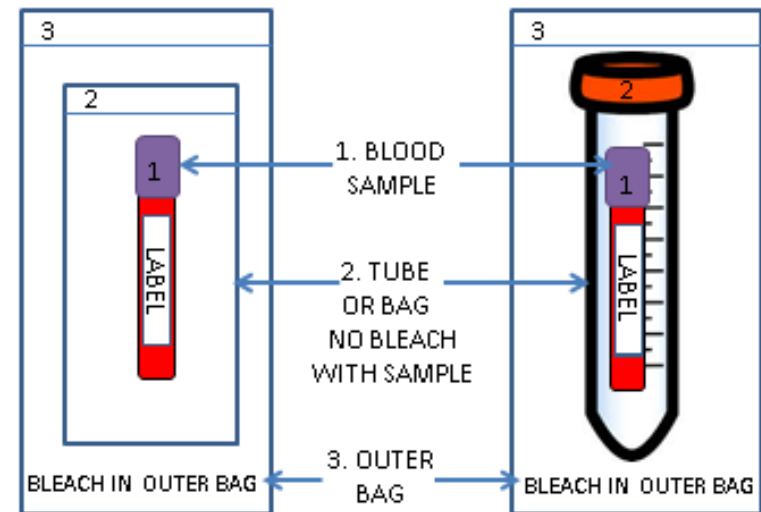 3
2
1
LABEL
BLEACH IN OUTER BAG
1. BLOOD
SAMPLE
2. TUBE
OR BAG
NO BLEACH
WITH SAMPLE
3. OUTER
BAG
3
2
1
LABEL
BLEACH IN OUTER BAG